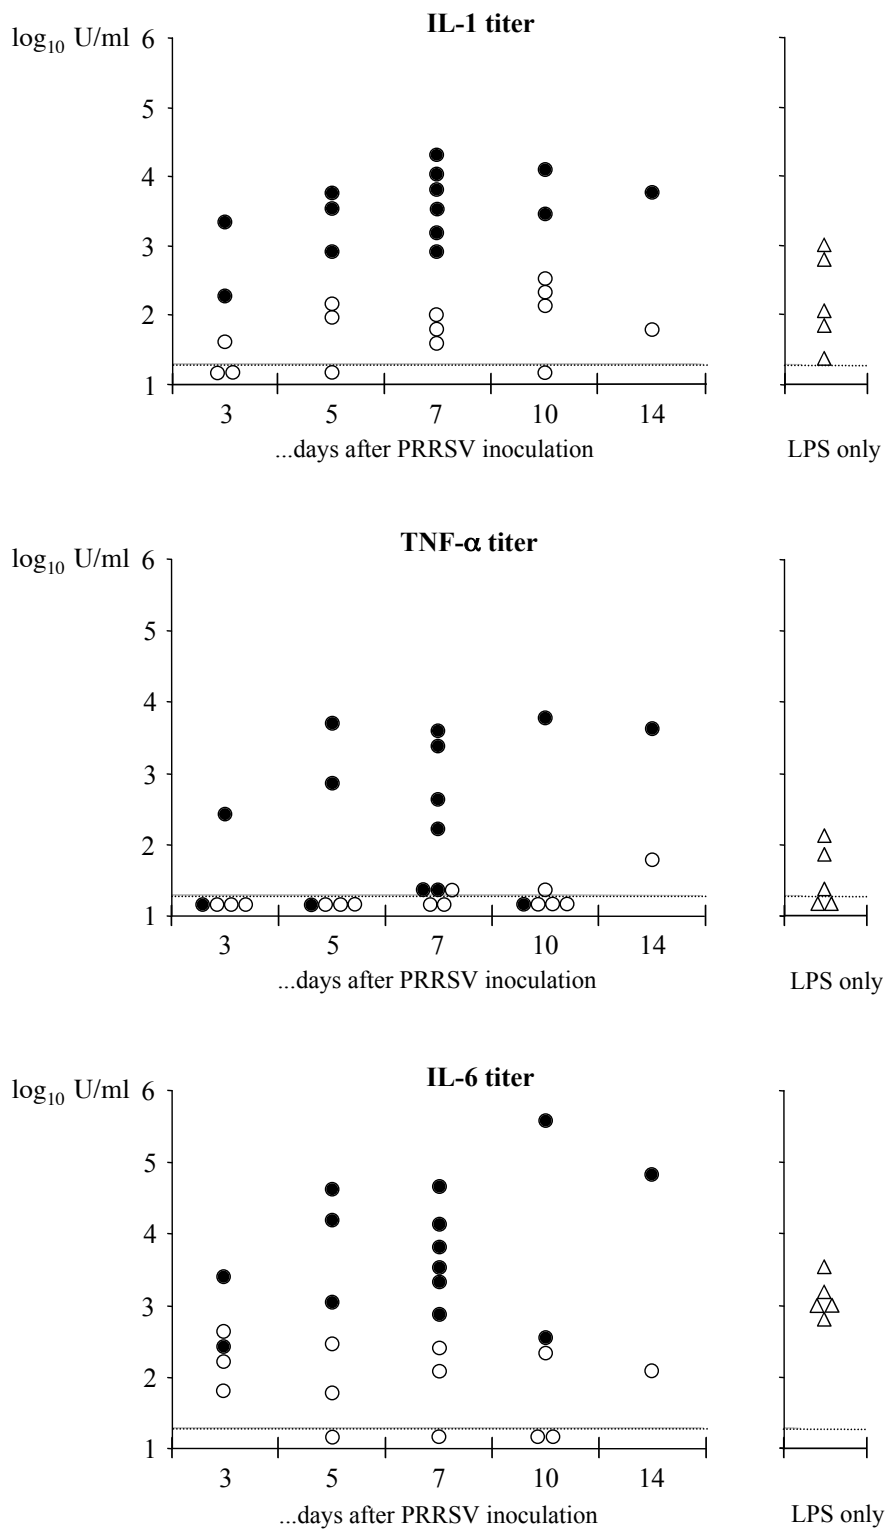 IL-1 titer
log10 U/ml
6
5
4
3
2
1
3 5 7 10 14
...days after PRRSV inoculation LPS only
TNF-α titer
log10 U/ml
6
5
4
3
2
1
3 5 7 10 14
...days after PRRSV inoculation LPS only
IL-6 titer
log10 U/ml
6
5
4
3
2
1
3 5 7 10 14
...days after PRRSV inoculation LPS only